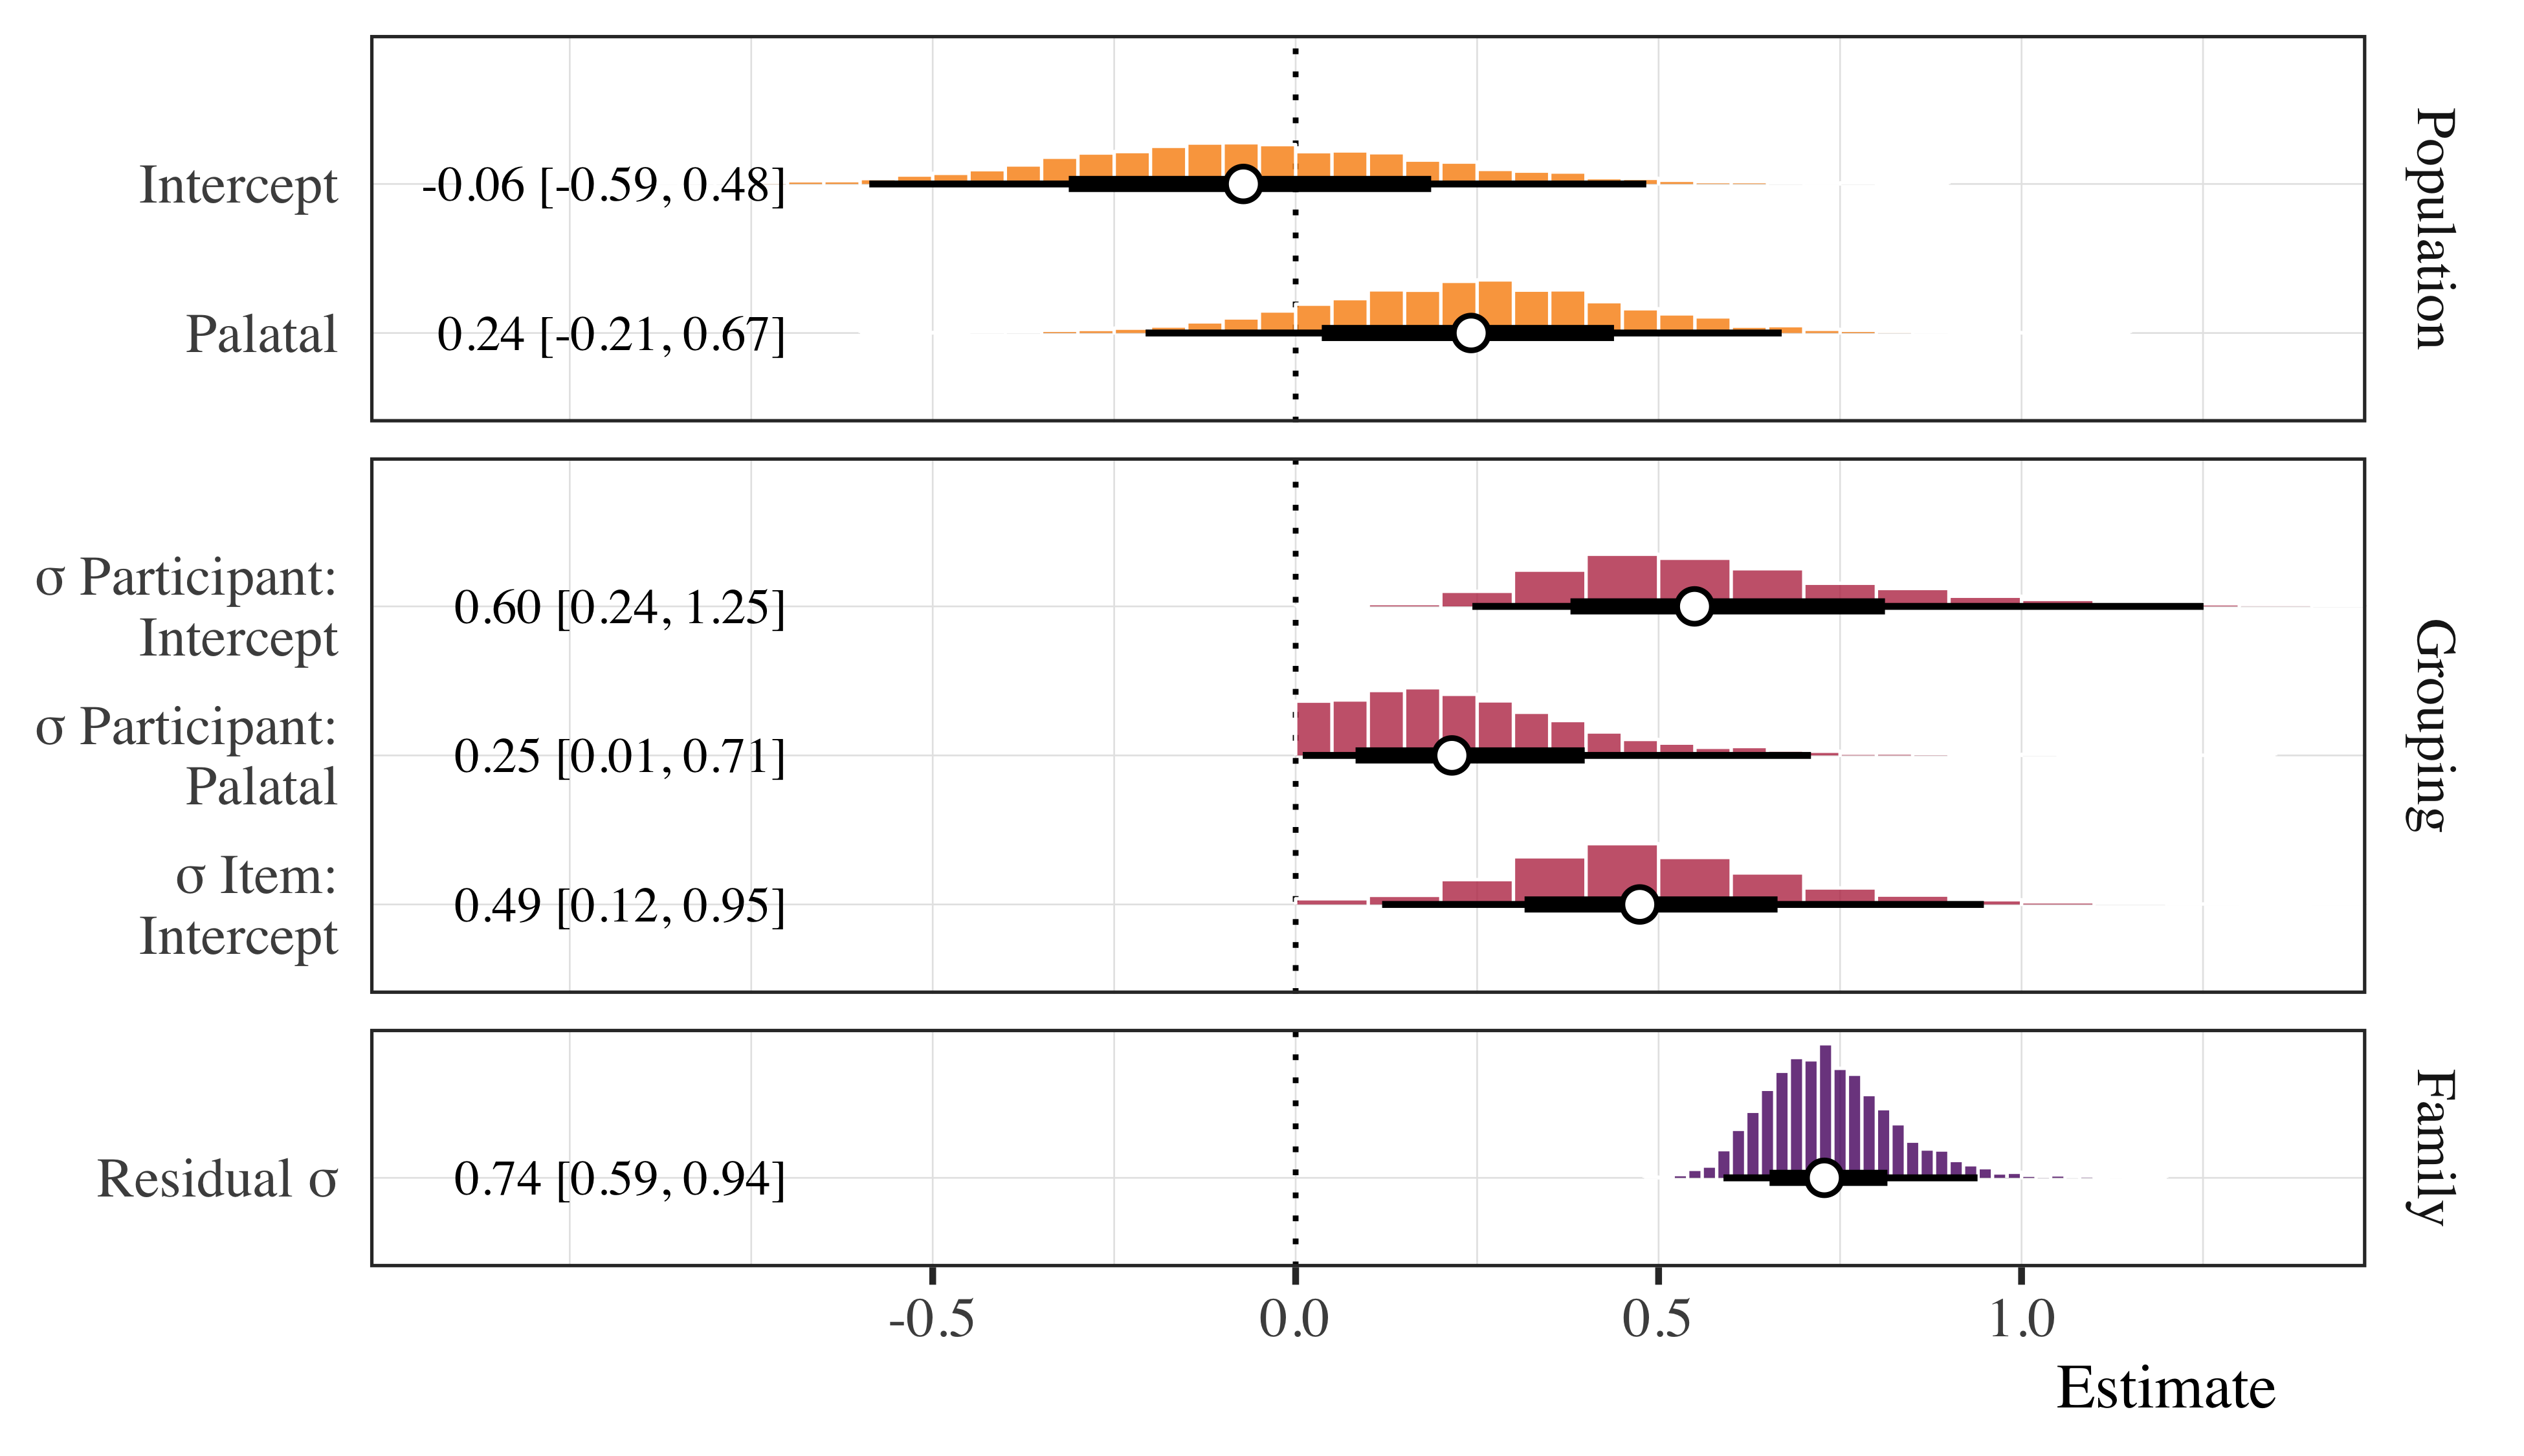 Intercept -0.06 [-0.59, 0.48]
Palatal 0.24 [-0.21, 0.67]
Population
σ Participant:
Intercept
0.60 [0.24, 1.25]
σ Participant:
Palatal
0.25 [0.01, 0.71]
σ Item:
Intercept
0.49 [0.12, 0.95]
Grouping
Residual σ 0.74 [0.59, 0.94]
Family
-0.5 0.0 0.5 1.0
Estimate